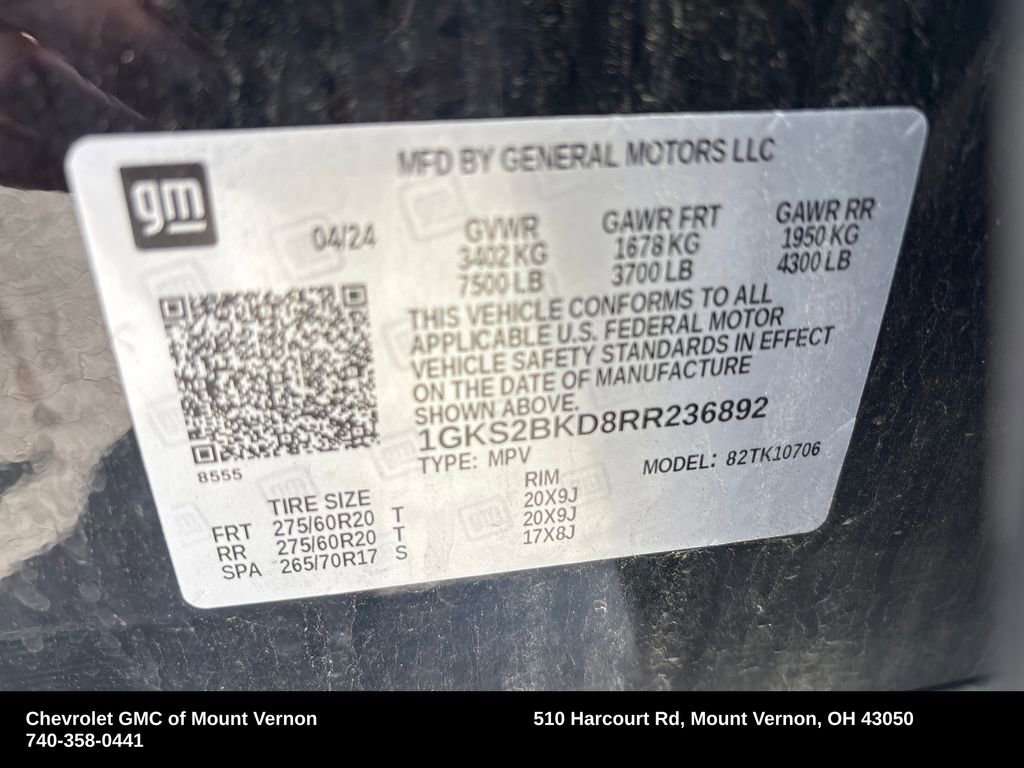 MFD BY GENERAL MOTORS LLC
gm
04/24
GVWR GAWR FRT GAWR RR
3402 KG 1678 KG 1950 KG
7500 LB 3700 LB 4300 LB
THIS VEHICLE CONFORMS TO ALL
APPLICABLE U.S. FEDERAL MOTOR
VEHICLE SAFETY STANDARDS IN EFFECT
ON THE DATE OF MANUFACTURE
SHOWN ABOVE.
1GKS2BKD8RR236892
TYPE: MPV MODEL: 82TK10706
8555
TIRE SIZE RIM
FRT 275/60R20 T 20X9J
RR 275/60R20 T 20X9J
SPA 265/70R17 S 17X8J
Chevrolet GMC of Mount Vernon 510 Harcourt Rd, Mount Vernon, OH 43050
740-358-0441